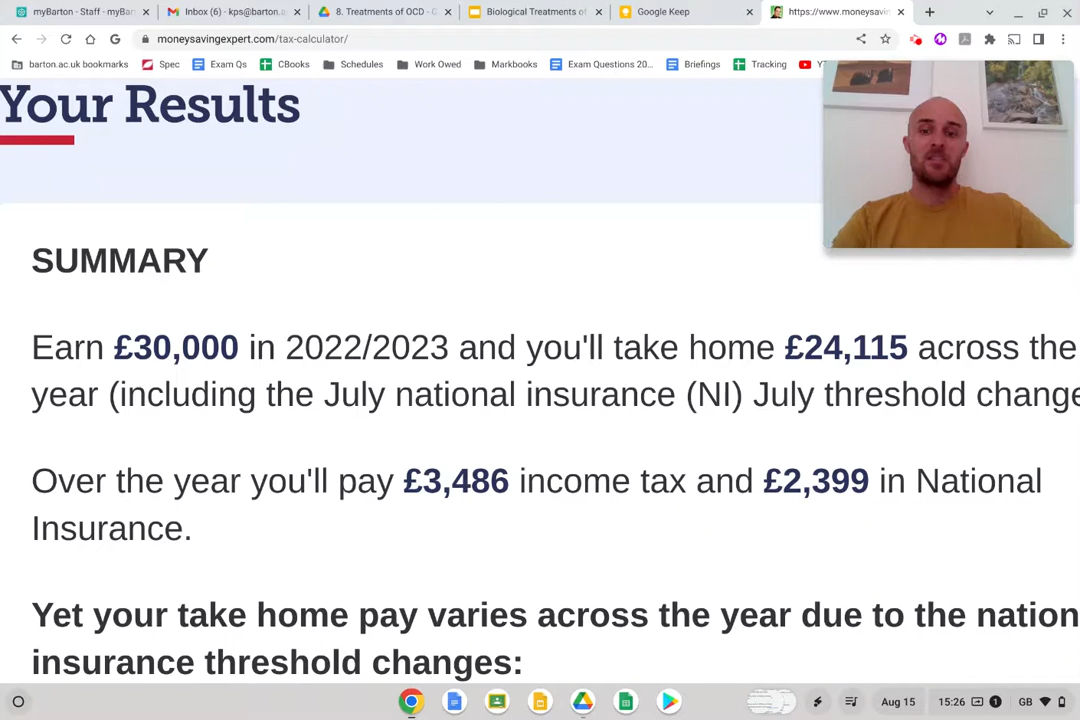 myBarton - Staff - myBar
Inbox (6) - kps@barton.a
8. Treatments of OCD - G
Biological Treatments of
Google Keep
https://www.moneysavin
moneysavingexpert.com/tax-calculator/
barton.ac.uk bookmarks
Spec
Exam Qs
CBooks
Schedules
Work Owed
Markbooks
Exam Questions 20...
Briefings
Tracking
Your Results
SUMMARY
Earn £30,000 in 2022/2023 and you'll take home £24,115 across the
year (including the July national insurance (NI) July threshold change
Over the year you'll pay £3,486 income tax and £2,399 in National
Insurance.
Yet your take home pay varies across the year due to the nation
insurance threshold changes:
Aug 15
15:26
1
GB